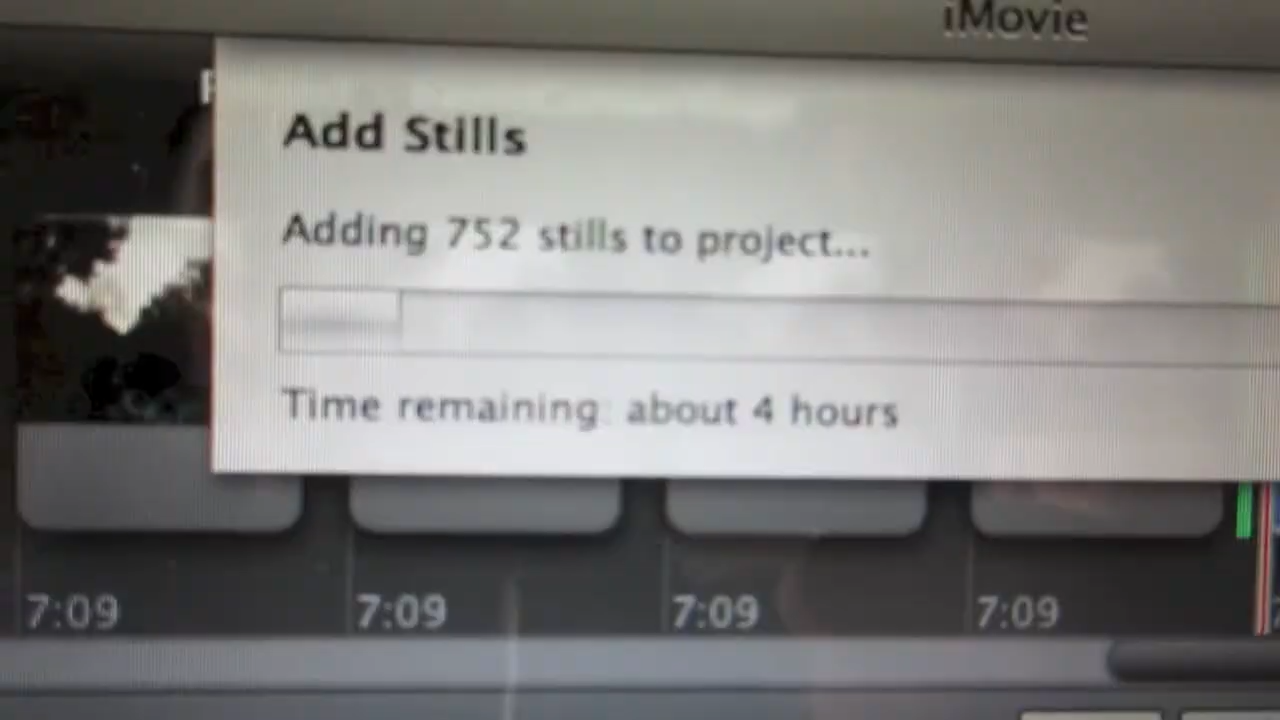 iMovie
Add Stills
Adding 752 stills to project...
Time remaining: about 4 hours
7:09 7:09 7:09 7:09